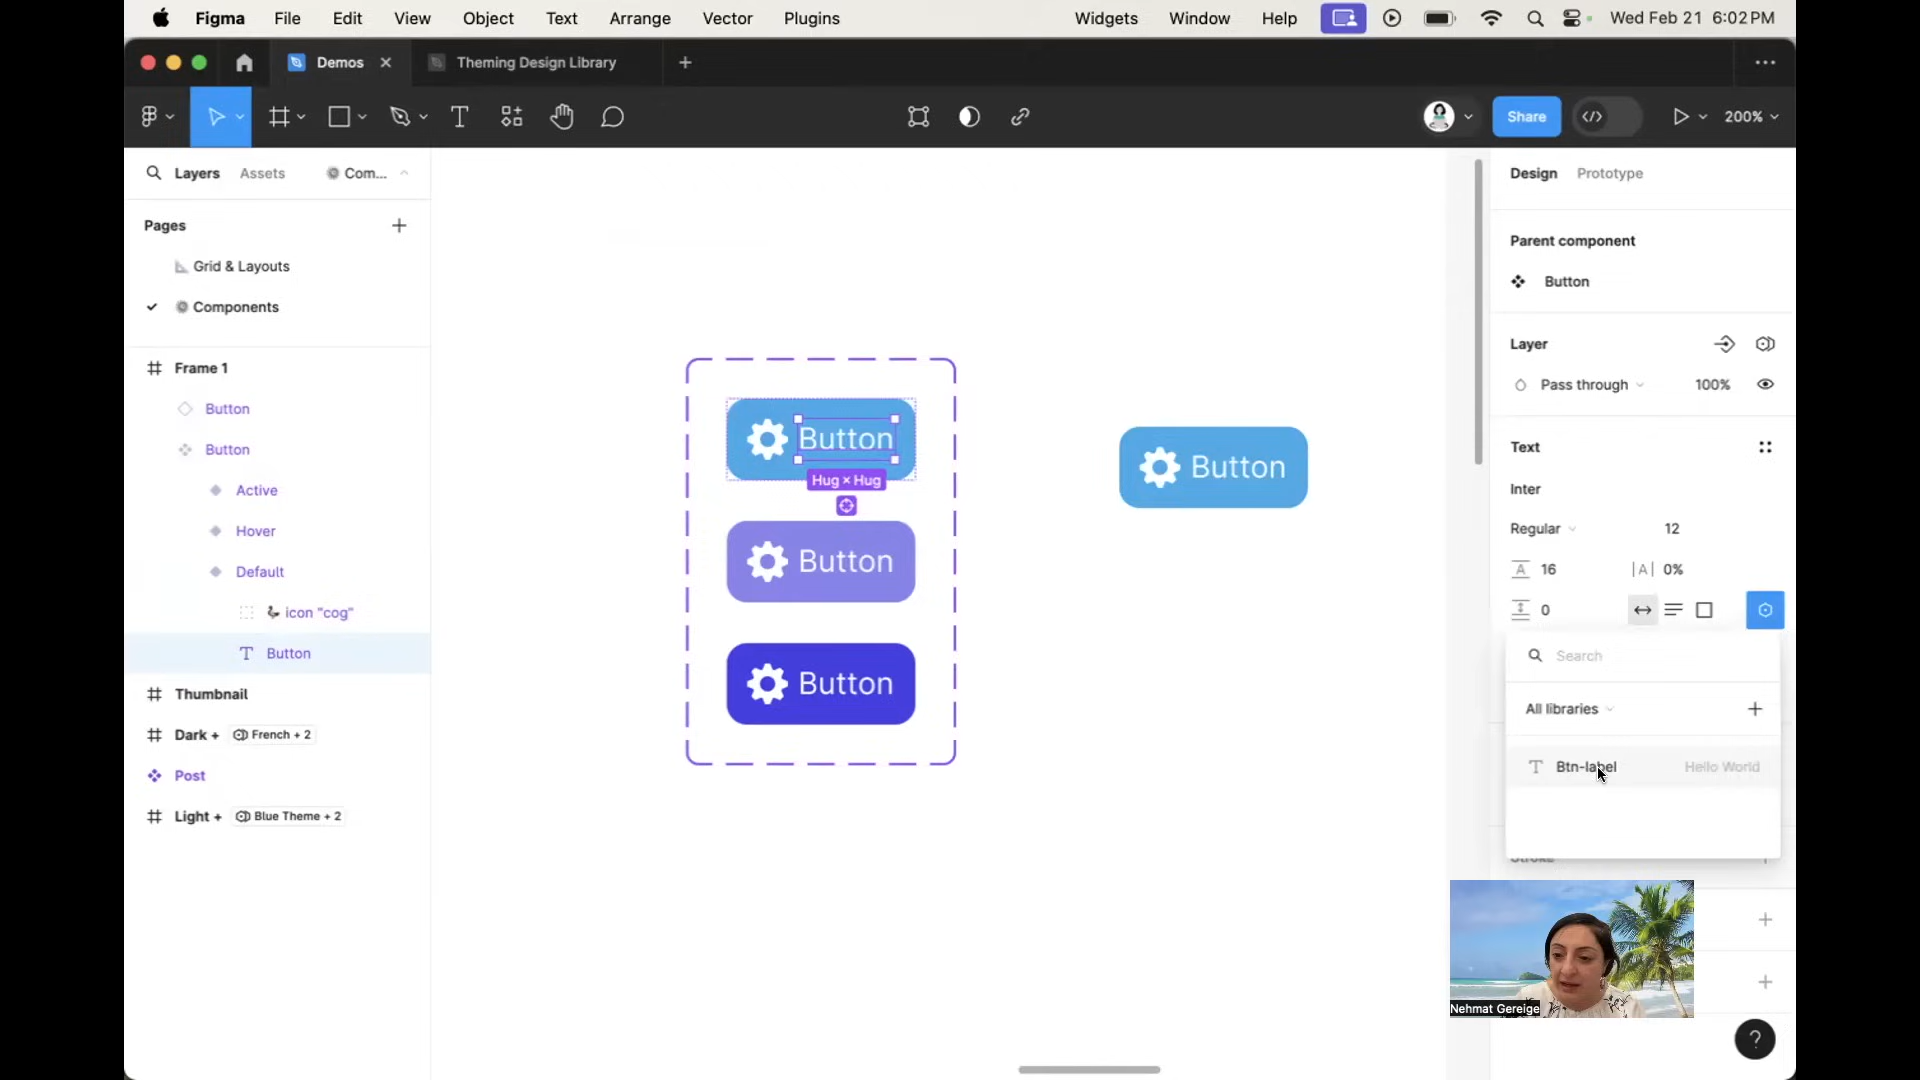 Figma File Edit View Object Text Arrange Vector Plugins Widgets Window Help Wed Feb 21 6:02 PM
Demos Theming Design Library
Share 200%
Layers Assets Com...
Pages
Grid & Layouts
Components
Frame 1
Button
Button
Active
Hover
Default
icon "cog"
Button
Thumbnail
Dark + French + 2
Post
Light + Blue Theme + 2
Button
Hug × Hug
Button
Button
Button
Design Prototype
Parent component
Button
Layer
Pass through 100%
Text
Inter
Regular 12
A 16 |A| 0%
0
Search
All libraries
T Btn-label Hello World
Stroke
Nehmat Gereige
?